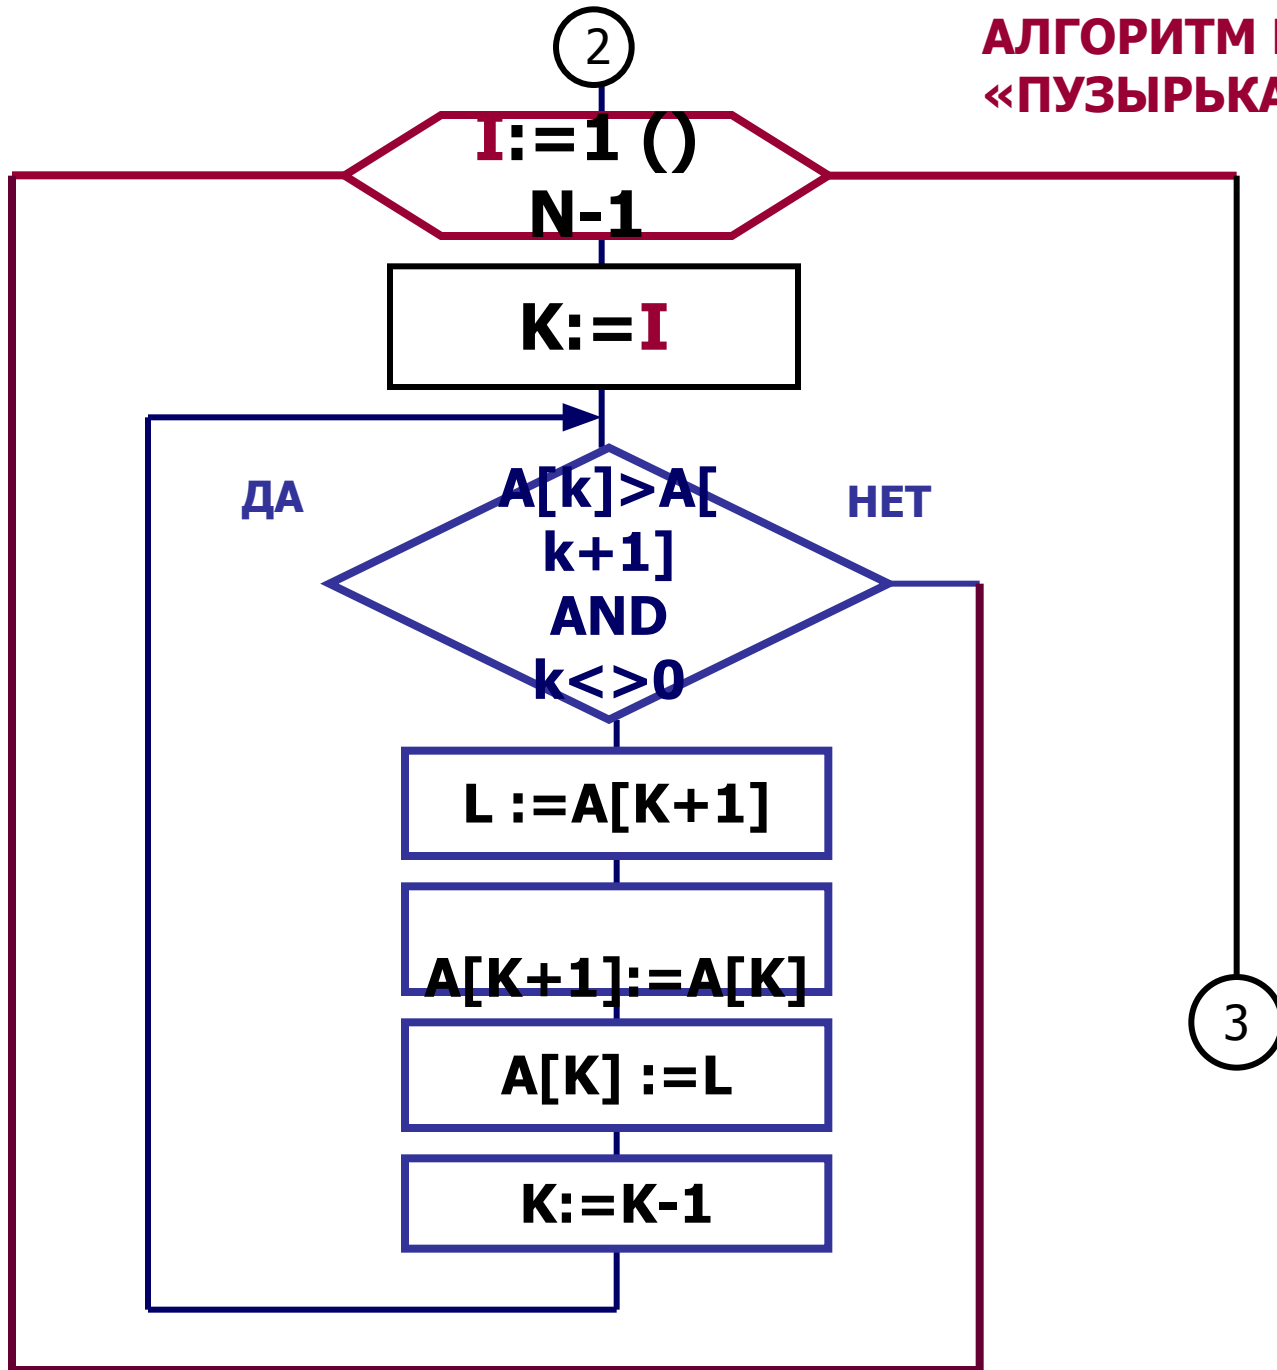 2
АЛГОРИТМ
«ПУЗЫРЬКА
I:=1 ()
N-1
K:=I
ДА
A[k]>A[
k+1]
AND
k<>0
НЕТ
L :=A[K+1]
A[K+1]:=A[K]
A[K] :=L
K:=K-1
3